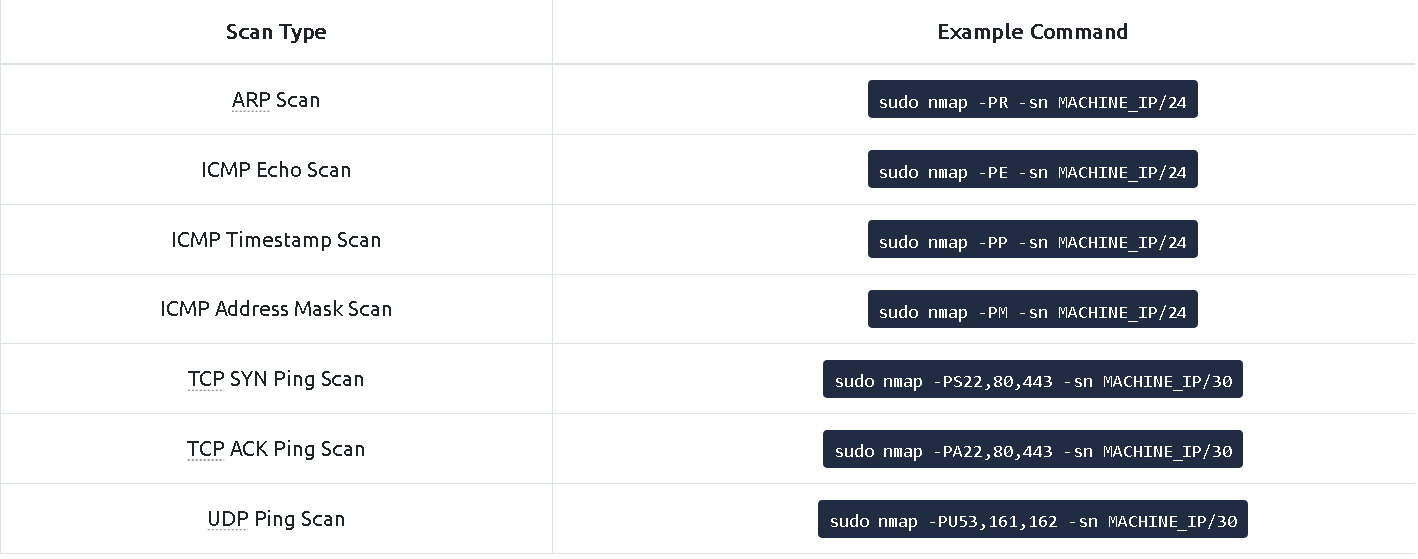 Scan Type Example Command
ARP Scan sudo nmap -PR -sn MACHINE_IP/24
ICMP Echo Scan sudo nmap -PE -sn MACHINE_IP/24
ICMP Timestamp Scan sudo nmap -PP -sn MACHINE_IP/24
ICMP Address Mask Scan sudo nmap -PM -sn MACHINE_IP/24
TCP SYN Ping Scan sudo nmap -PS22,80,443 -sn MACHINE_IP/30
TCP ACK Ping Scan sudo nmap -PA22,80,443 -sn MACHINE_IP/30
UDP Ping Scan sudo nmap -PU53,161,162 -sn MACHINE_IP/30